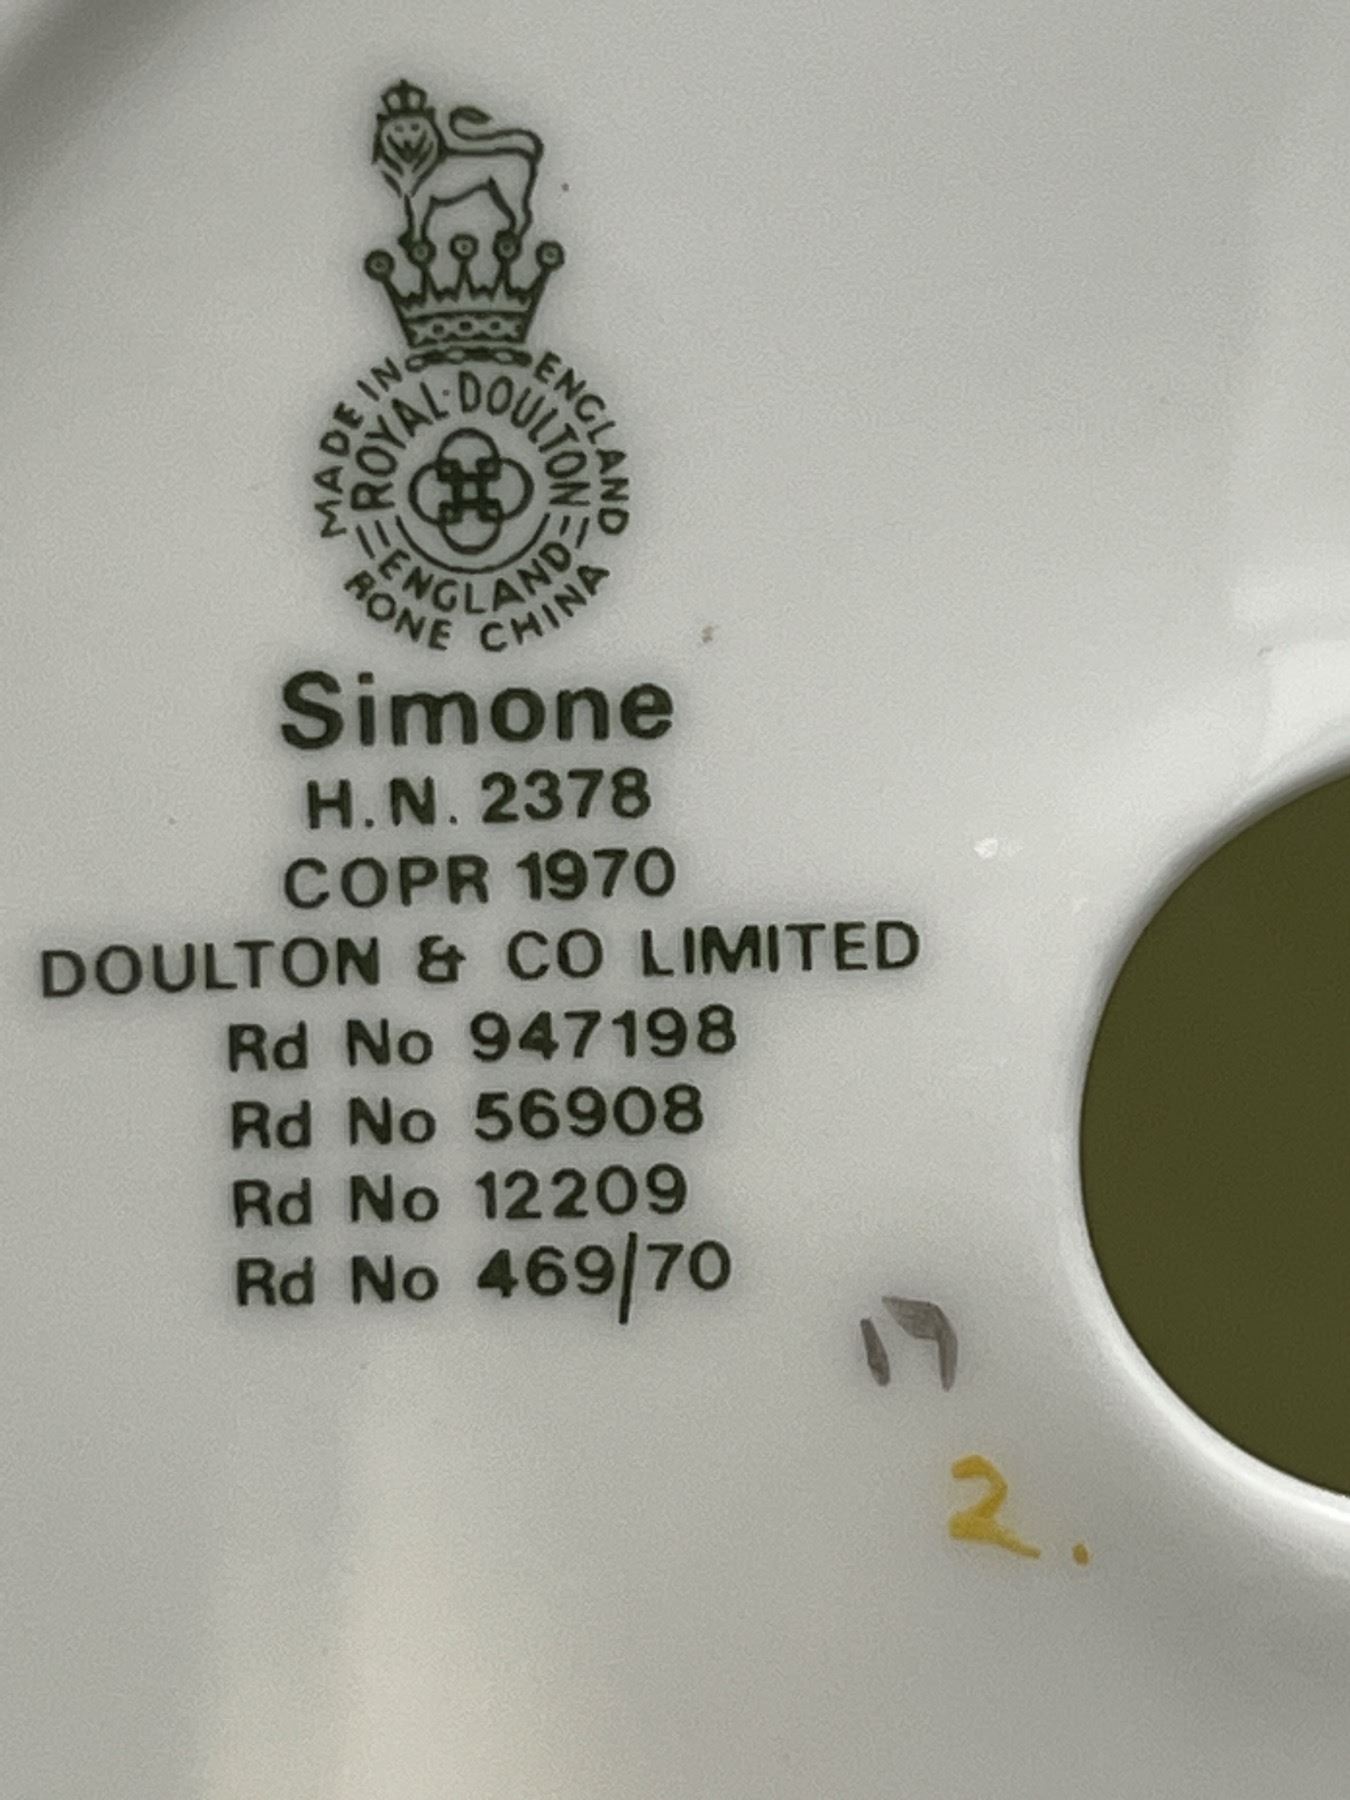 MADE IN ENGLAND
ROYAL·DOULTON
ENGLAND
BONE CHINA
Simone
H.N. 2378
COPR 1970
DOULTON & CO LIMITED
Rd No 947198
Rd No 56908
Rd No 12209
Rd No 469/70
17
2.